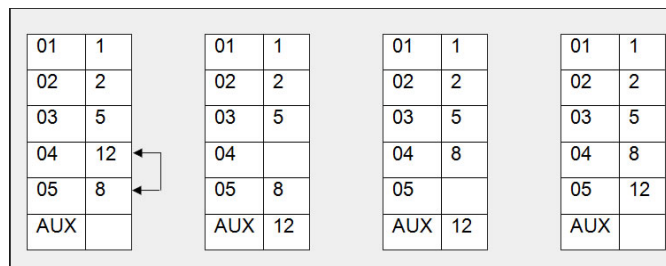 01 1 01 1 01 1 01 1
02 2 02 2 02 2 02 2
03 5 03 5 03 5 03 5
04 12 04 04 8 04 8
05 8 05 8 05 05 12
AUX AUX 12 AUX 12 AUX